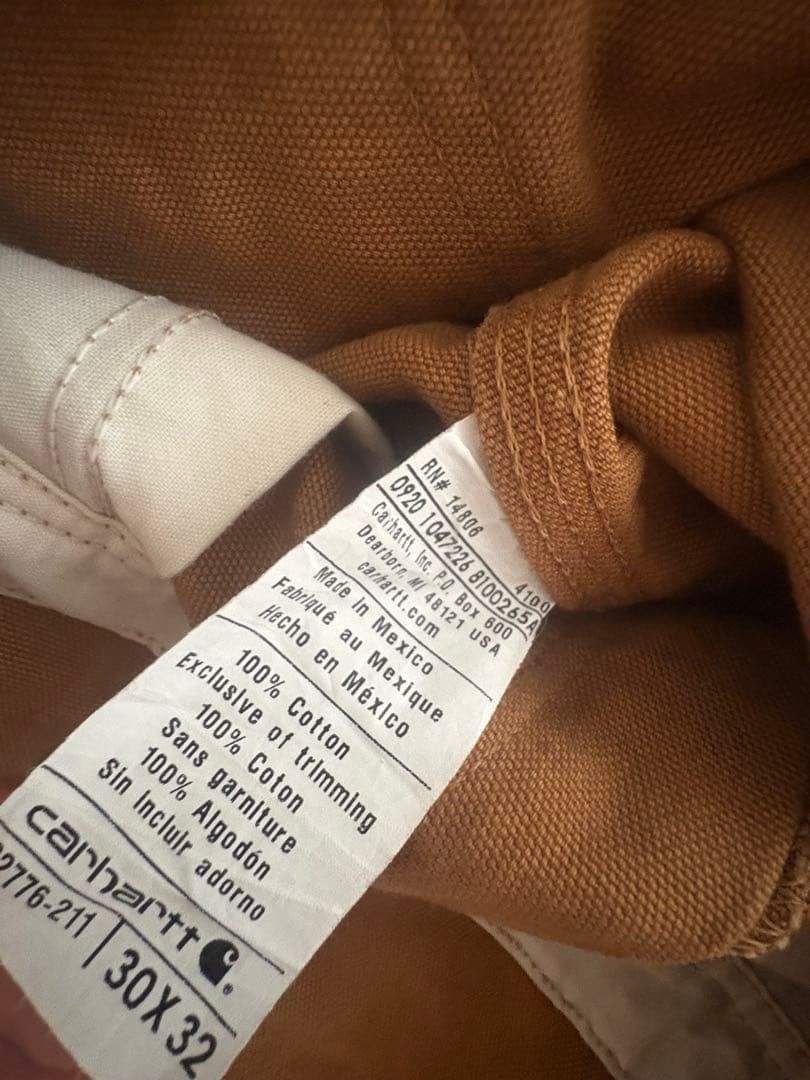 RN# 14806 4100
0920 1047226 8100265A
Carhartt, Inc. P.O. Box 600
Dearborn, MI 48121 USA
carhartt.com
Made in Mexico
Fabriqué au Mexique
Hecho en México
100% Cotton
Exclusive of trimming
100% Coton
Sans garniture
100% Algodón
Sin Incluir adorno
carhartt
2776-211 30X32